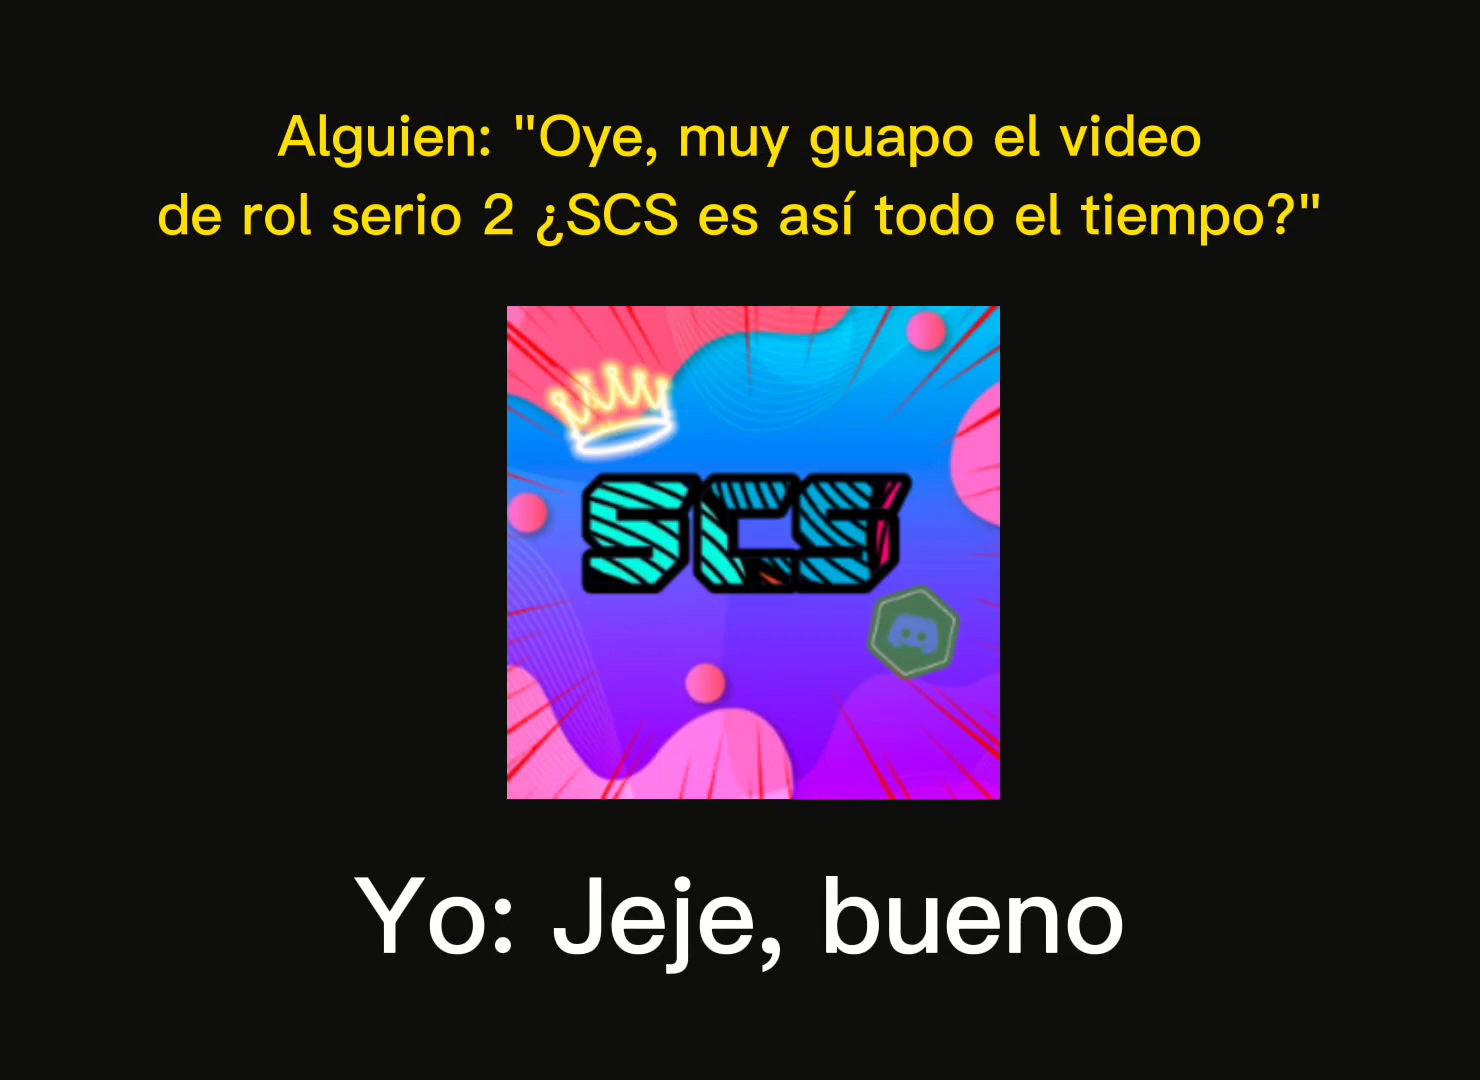 Alguien: "Oye, muy guapo el video
de rol serio 2 ¿SCS es así todo el tiempo?"
SCS
Yo: Jeje, bueno